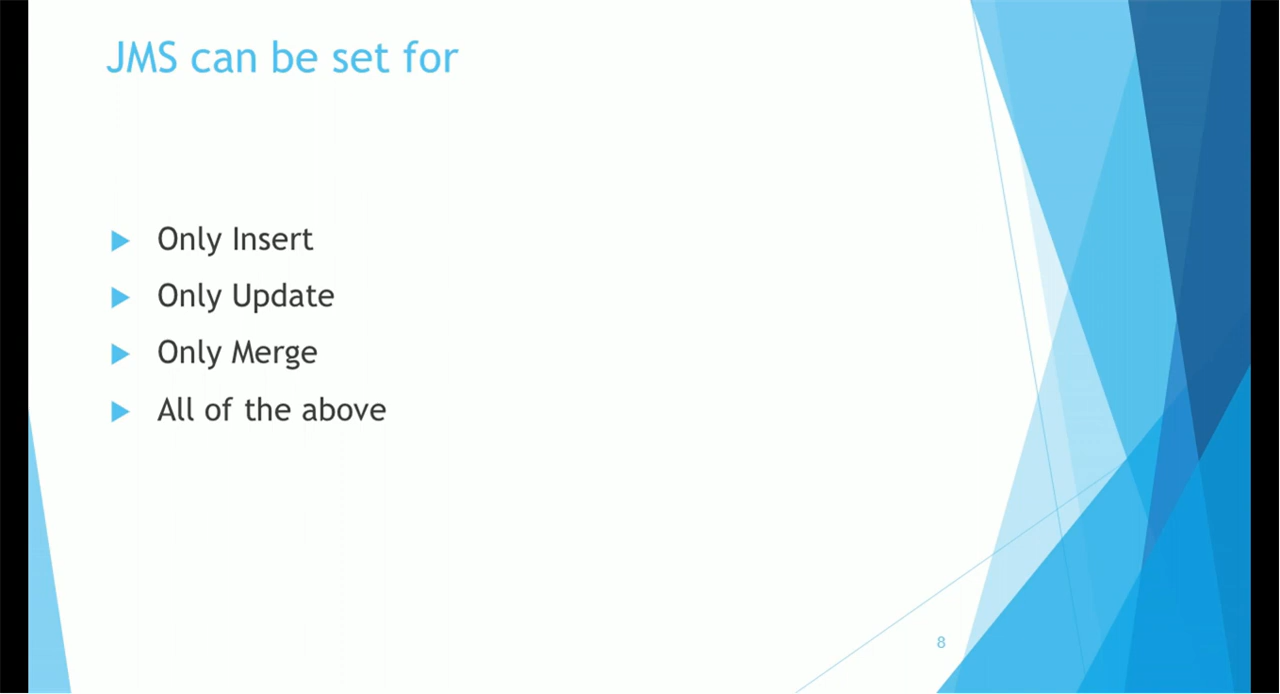 JMS can be set for
Only Insert
Only Update
Only Merge
All of the above
8